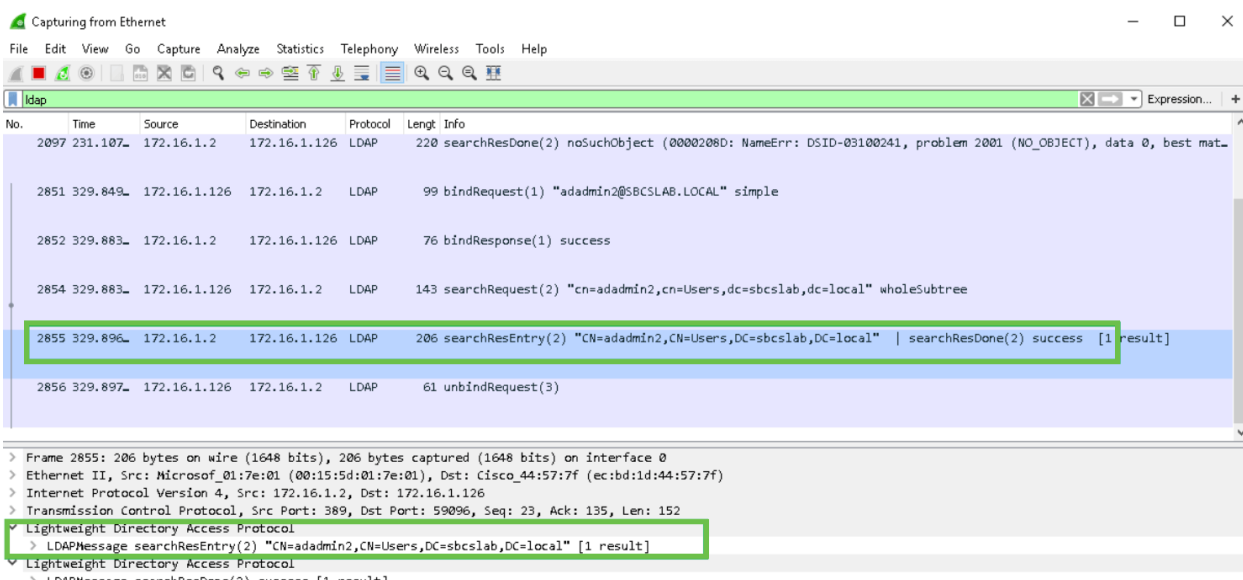 Capturing from Ethernet
File Edit View Go Capture Analyze Statistics Telephony Wireless Tools Help
ldap
Expression... +
No. Time Source Destination Protocol Lengt Info
2097 231.107… 172.16.1.2 172.16.1.126 LDAP 220 searchResDone(2) noSuchObject (0000208D: NameErr: DSID-03100241, problem 2001 (NO_OBJECT), data 0, best mat…
2851 329.849… 172.16.1.126 172.16.1.2 LDAP 99 bindRequest(1) "adadmin2@SBCSLAB.LOCAL" simple
2852 329.883… 172.16.1.2 172.16.1.126 LDAP 76 bindResponse(1) success
2854 329.883… 172.16.1.126 172.16.1.2 LDAP 143 searchRequest(2) "cn=adadmin2,cn=Users,dc=sbcslab,dc=local" wholeSubtree
2855 329.896… 172.16.1.2 172.16.1.126 LDAP 206 searchResEntry(2) "CN=adadmin2,CN=Users,DC=sbcslab,DC=local" | searchResDone(2) success [1 result]
2856 329.897… 172.16.1.126 172.16.1.2 LDAP 61 unbindRequest(3)
> Frame 2855: 206 bytes on wire (1648 bits), 206 bytes captured (1648 bits) on interface 0
> Ethernet II, Src: Microsof_01:7e:01 (00:15:5d:01:7e:01), Dst: Cisco_44:57:7f (ec:bd:1d:44:57:7f)
> Internet Protocol Version 4, Src: 172.16.1.2, Dst: 172.16.1.126
> Transmission Control Protocol, Src Port: 389, Dst Port: 59096, Seq: 23, Ack: 135, Len: 152
Lightweight Directory Access Protocol
> LDAPMessage searchResEntry(2) "CN=adadmin2,CN=Users,DC=sbcslab,DC=local" [1 result]
Lightweight Directory Access Protocol
> LDAPMessage searchResDone(2) success [1 result]